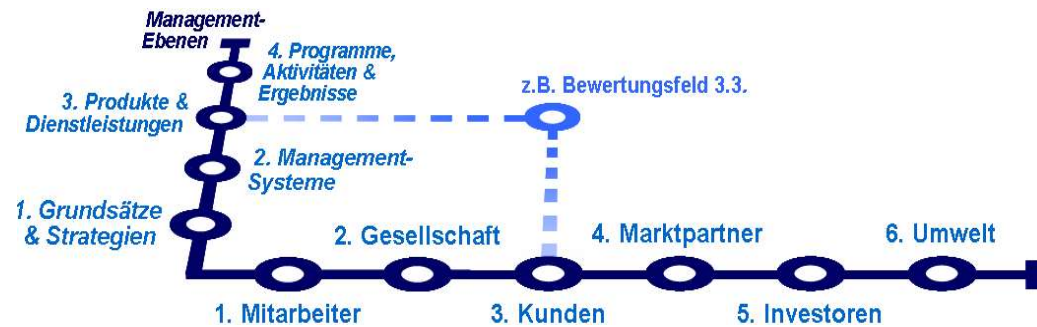 Management-
Ebenen
4. Programme,
Aktivitäten &
Ergebnisse
3. Produkte &
Dienstleistungen
z.B. Bewertungsfeld 3.3.
2. Management-
Systeme
1. Grundsätze
& Strategien
2. Gesellschaft
4. Marktpartner
6. Umwelt
1. Mitarbeiter
3. Kunden
5. Investoren